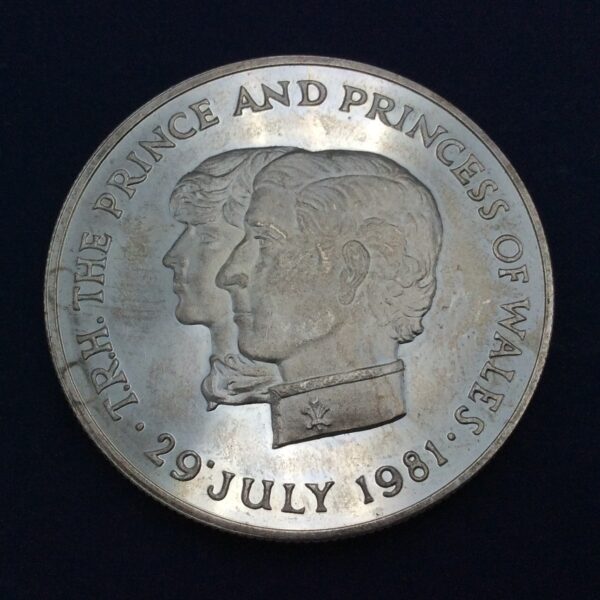 · T.R.H. THE PRINCE AND PRINCESS OF WALES ·
29 JULY 1981